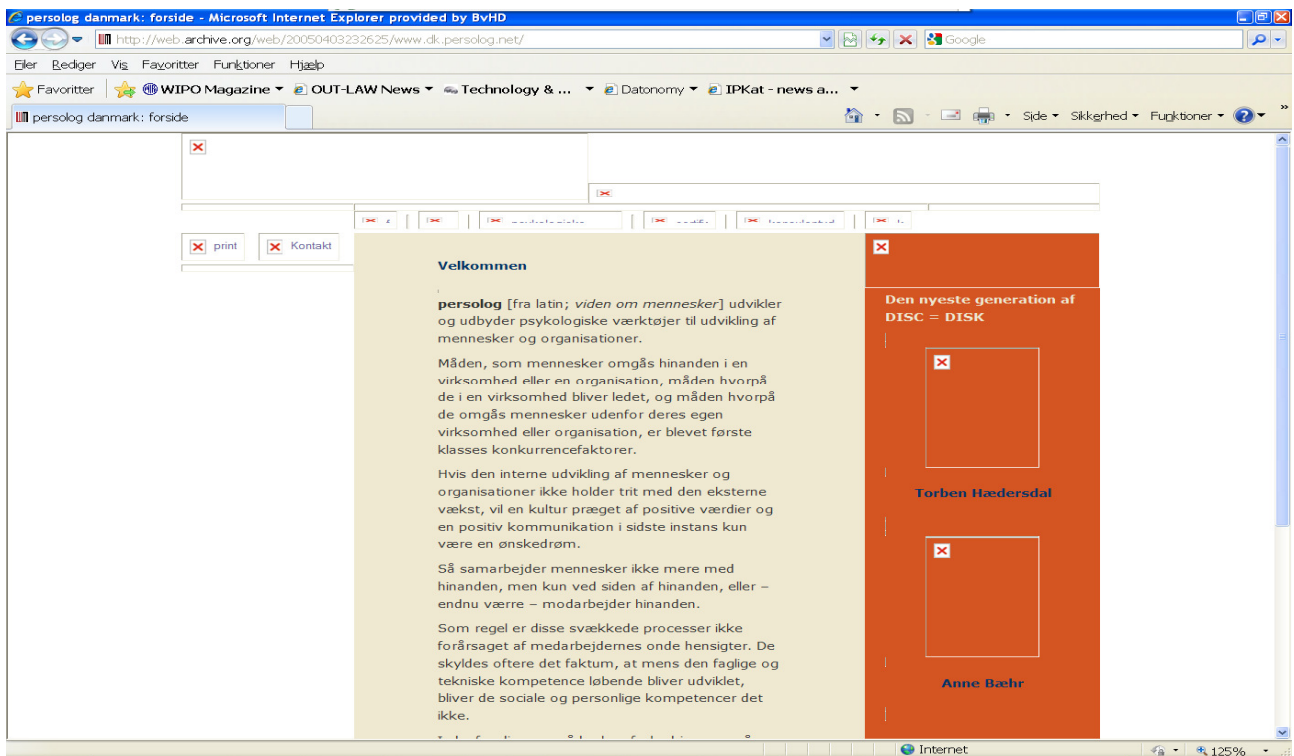 persolog danmark: forside - Microsoft Internet Explorer provided by BvHD
http://web.archive.org/web/20050403232625/www.dk.persolog.net/
Google
Filer Rediger Vis Favoritter Funktioner Hjælp
Favoritter WIPO Magazine OUT-LAW News Technology & ... Datonomy IPKat - news a...
persolog danmark: forside
Side Sikkerhed Funktioner
print Kontakt
Velkommen
persolog [fra latin; viden om mennesker] udvikler
og udbyder psykologiske værktøjer til udvikling af
mennesker og organisationer.
Måden, som mennesker omgås hinanden i en
virksomhed eller en organisation, måden hvorpå
de i en virksomhed bliver ledet, og måden hvorpå
de omgås mennesker udenfor deres egen
virksomhed eller organisation, er blevet første
klasses konkurrencefaktorer.
Hvis den interne udvikling af mennesker og
organisationer ikke holder trit med den eksterne
vækst, vil en kultur præget af positive værdier og
en positiv kommunikation i sidste instans kun
være en ønskedrøm.
Så samarbejder mennesker ikke mere med
hinanden, men kun ved siden af hinanden, eller –
endnu værre – modarbejder hinanden.
Som regel er disse svækkede processer ikke
forårsaget af medarbejdernes onde hensigter. De
skyldes oftere det faktum, at mens den faglige og
tekniske kompetence løbende bliver udviklet,
bliver de sociale og personlige kompetencer det
ikke.
Den nyeste generation af
DISC = DISK
Torben Hædersdal
Anne Bæhr
Internet
125%